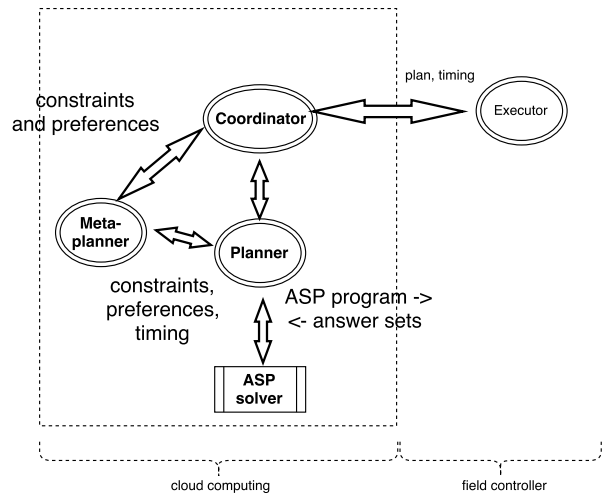 plan, timing
constraints
and preferences
Coordinator
Executor
Meta-
planner
Planner
constraints,
preferences,
timing
ASP program ->
<- answer sets
ASP
solver
cloud computing
field controller